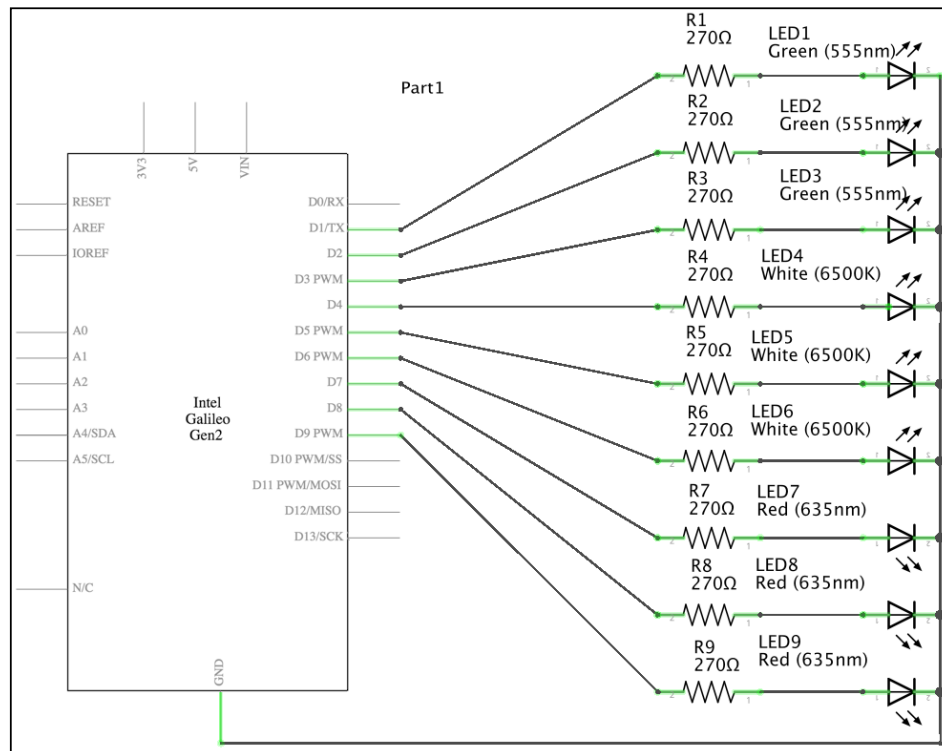 Part1
3V3
5V
VIN
RESET
AREF
IOREF
A0
A1
A2
A3
A4/SDA
A5/SCL
N/C
Intel
Galileo
Gen2
GND
D0/RX
D1/TX
D2
D3 PWM
D4
D5 PWM
D6 PWM
D7
D8
D9 PWM
D10 PWM/SS
D11 PWM/MOSI
D12/MISO
D13/SCK
R1
270Ω
LED1
Green (555nm)
R2
270Ω
LED2
Green (555nm)
R3
270Ω
LED3
Green (555nm)
R4
270Ω
LED4
White (6500K)
R5
270Ω
LED5
White (6500K)
R6
270Ω
LED6
White (6500K)
R7
270Ω
LED7
Red (635nm)
R8
270Ω
LED8
Red (635nm)
R9
270Ω
LED9
Red (635nm)